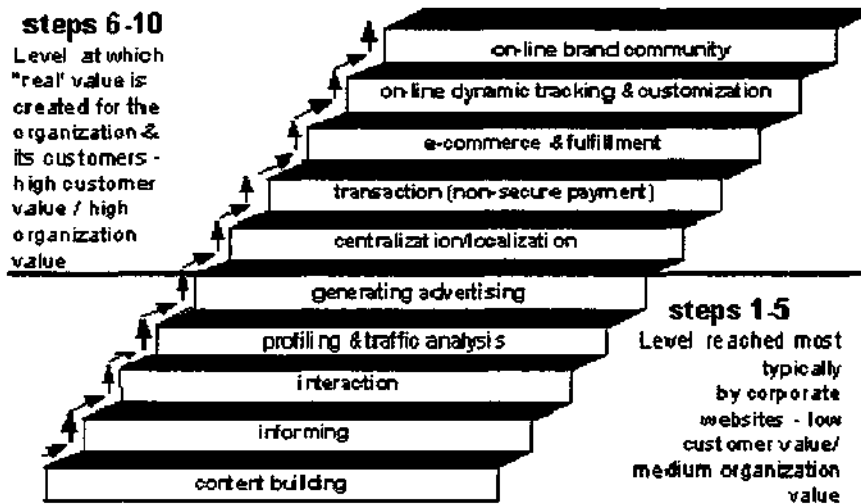 steps 6-10
Level at which
"real' value is
created for the
organization &
its customers -
high customer
value / high
organization
value
on-line brand community
on-line dynamic tracking & customization
e-commerce & fulfillment
transaction (non-secure payment)
centralization/localization
generating advertising
profiling & traffic analysis
interaction
informing
content building
steps 1-5
Level reached most
typically
by corporate
websites - low
customer value/
medium organization
value